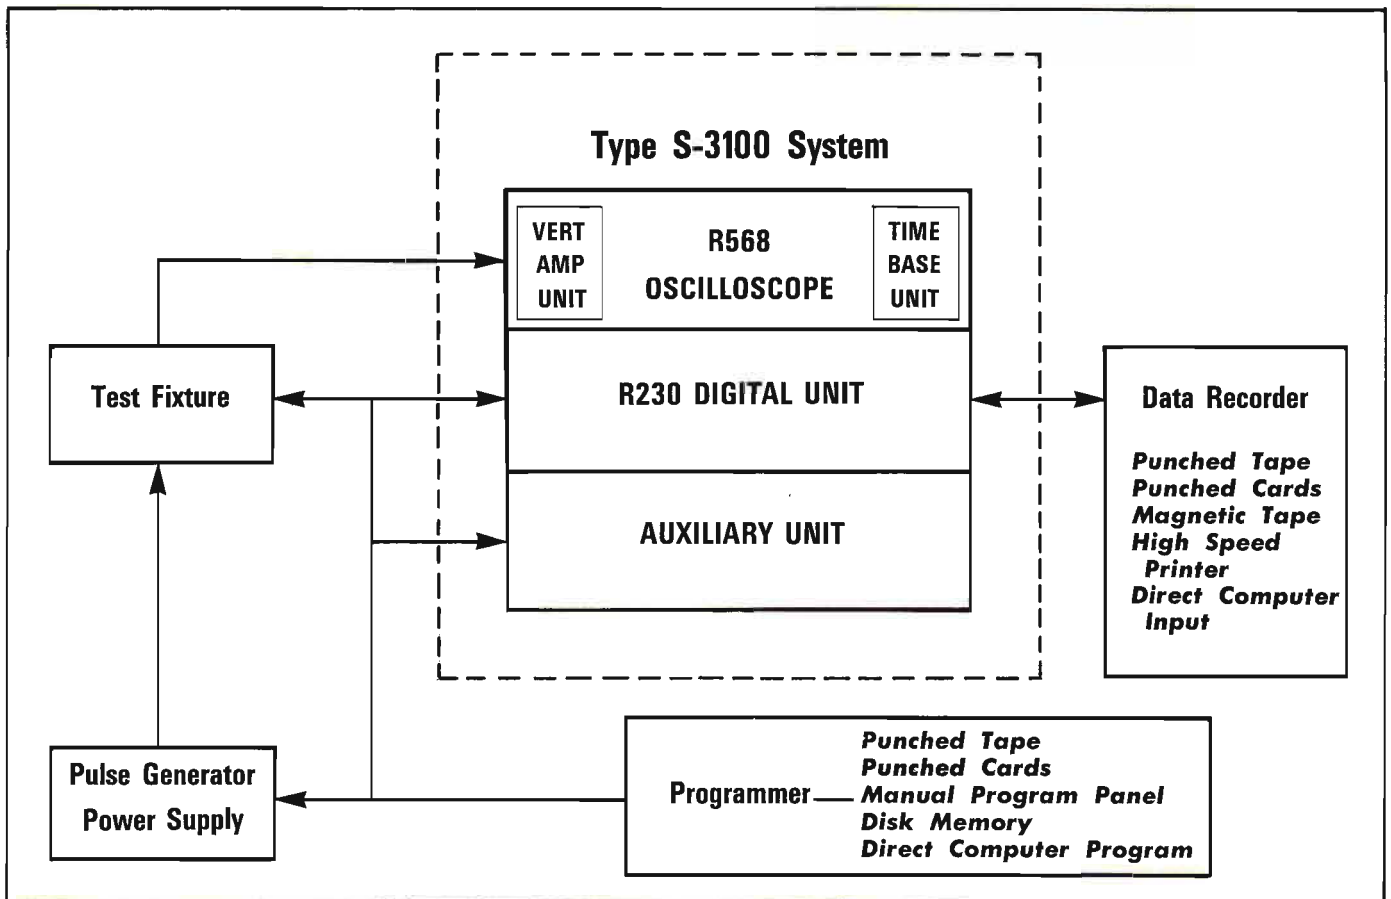 Type S-3100 System
VERT
AMP
UNIT
R568
OSCILLOSCOPE
TIME
BASE
UNIT
Test Fixture
R230 DIGITAL UNIT
AUXILIARY UNIT
Data Recorder
Punched Tape
Punched Cards
Magnetic Tape
High Speed
Printer
Direct Computer
Input
Pulse Generator
Power Supply
Programmer
Punched Tape
Punched Cards
Manual Program Panel
Disk Memory
Direct Computer Program